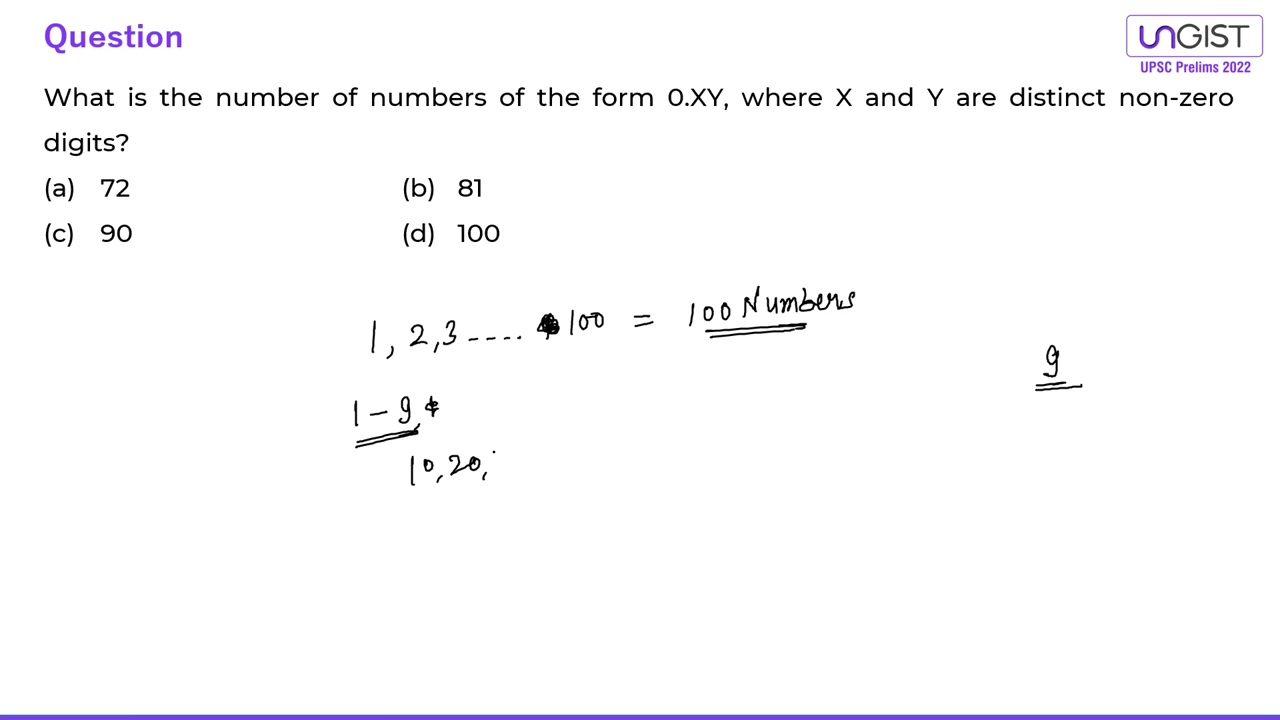 Question
UNGIST
UPSC Prelims 2022
What is the number of numbers of the form 0.XY, where X and Y are distinct non-zero
digits?
(a) 72 (b) 81
(c) 90 (d) 100
1, 2, 3 ---- 100 = 100 Numbers
9
1 - 9,
10, 20,